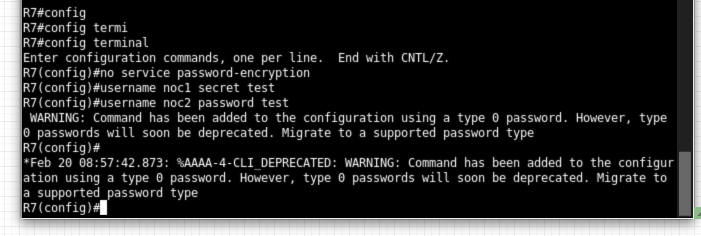 R7#config
R7#config termi
R7#config terminal
Enter configuration commands, one per line.  End with CNTL/Z.
R7(config)#no service password-encryption
R7(config)#username noc1 secret test
R7(config)#username noc2 password test
 WARNING: Command has been added to the configuration using a type 0 password. However, type
0 passwords will soon be deprecated. Migrate to a supported password type
R7(config)#
*Feb 20 08:57:42.873: %AAAA-4-CLI_DEPRECATED: WARNING: Command has been added to the configur
ation using a type 0 password. However, type 0 passwords will soon be deprecated. Migrate to
a supported password type
R7(config)#